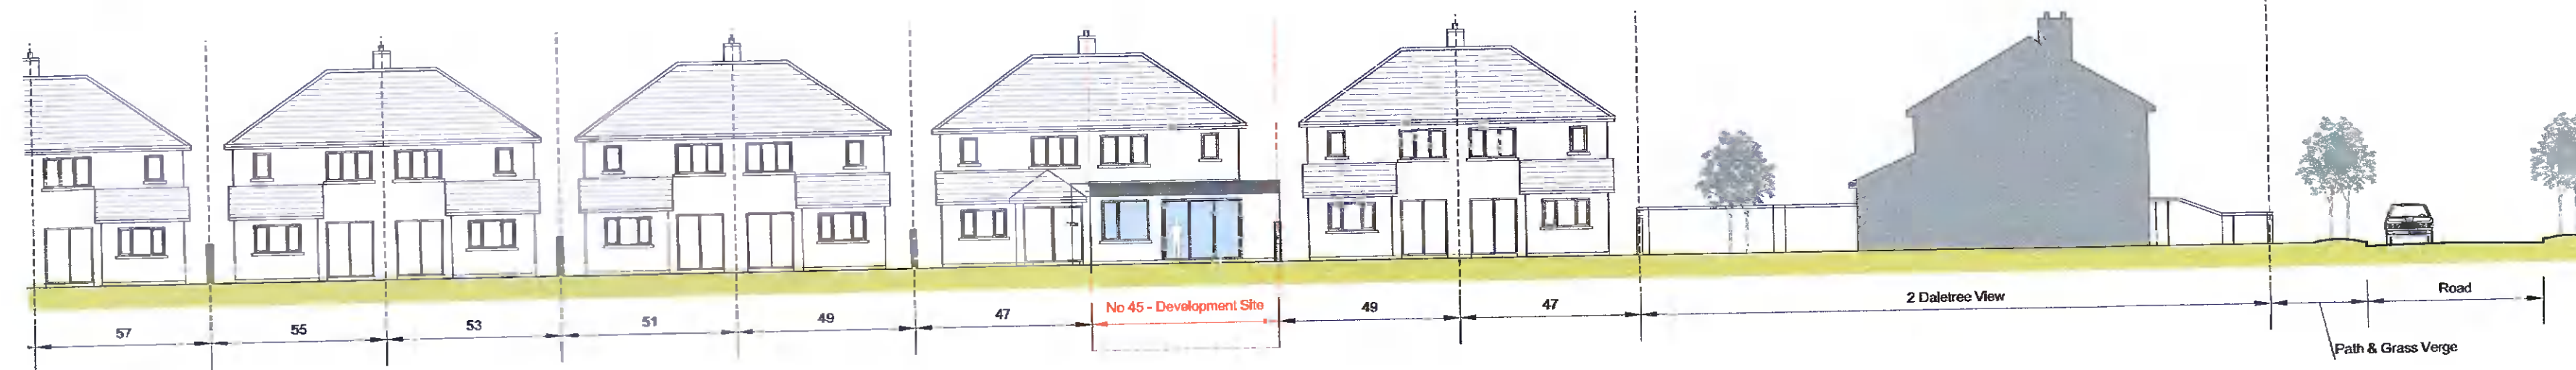 57
55
53
51
49
47
No 45 - Development Site
49
47
2 Daletree View
Road
Path & Grass Verge